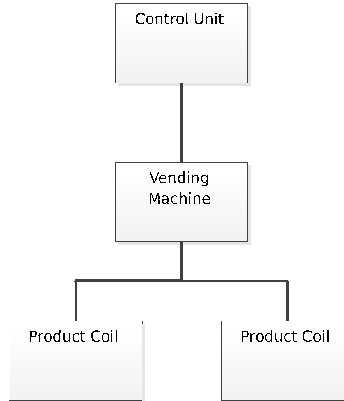 Control Unit
Vending
Machine
Product Coil
Product Coil